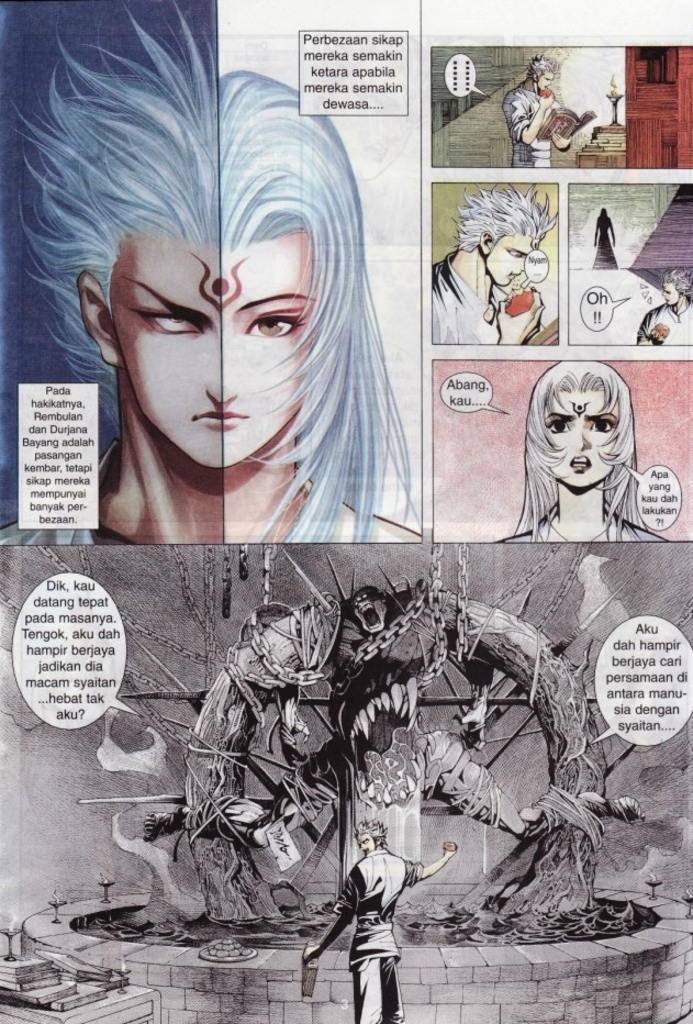 Perbezaan sikap
mereka semakin
ketara apabila
mereka semakin
dewasa....
Pada
hakikatnya,
Rembulan
dan Durjana
Bayang adalah
pasangan
kembar, tetapi
sikap mereka
mempunyai
banyak per-
bezaan.
Nyam
Oh
!!
Abang,
kau....
Apa
yang
kau dah
lakukan
?!
Dik, kau
datang tepat
pada masanya.
Tengok, aku dah
hampir berjaya
jadikan dia
macam syaitan
...hebat tak
aku?
Aku
dah hampir
berjaya cari
persamaan di
antara manu-
sia dengan
syaitan....
3